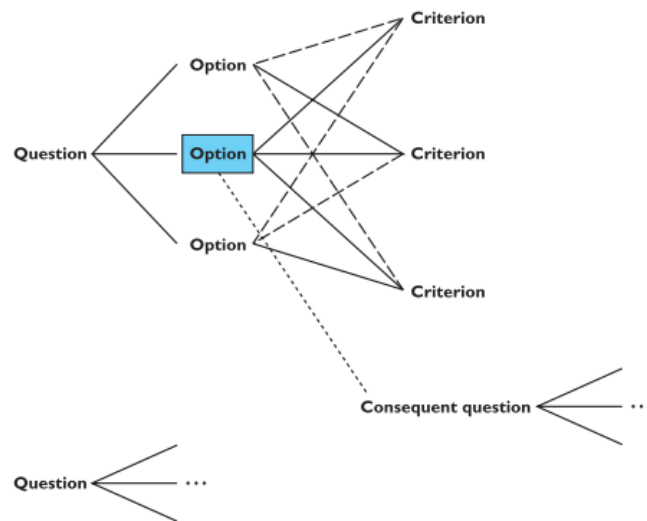 Criterion
Option
Question
Option
Criterion
Option
Criterion
Consequent question
..
Question
...